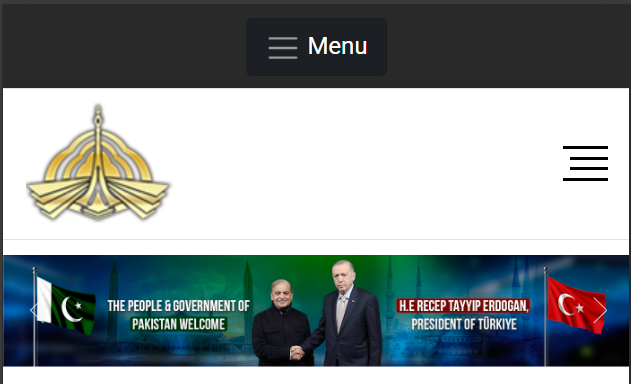 Menu
THE PEOPLE & GOVERNMENT OF
PAKISTAN WELCOME
H.E RECEP TAYYIP ERDOGAN,
PRESIDENT OF TÜRKIYE